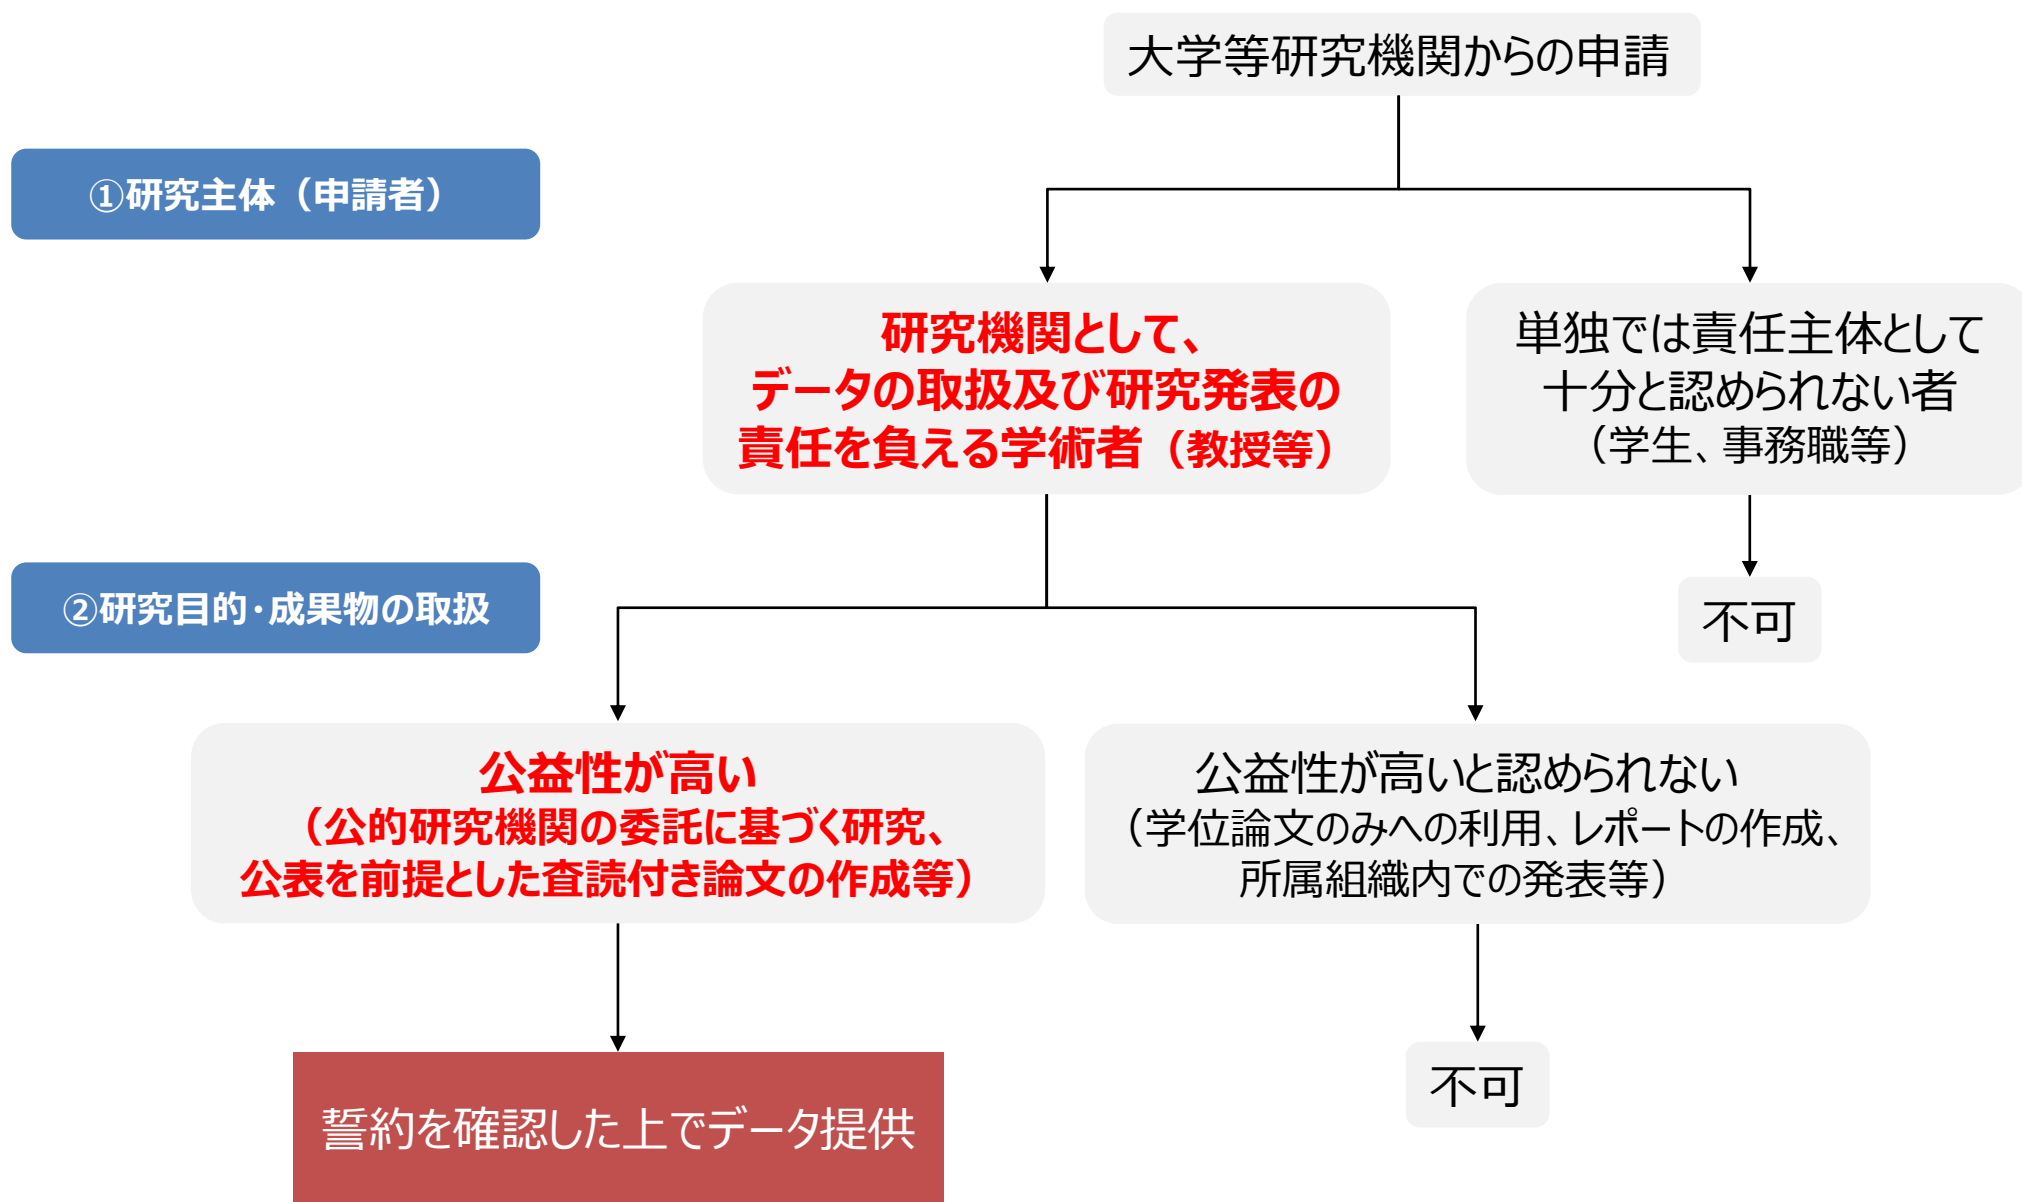 大学等研究機関からの申請
①研究主体（申請者）
研究機関として、
データの取扱及び研究発表の
責任を負える学術者（教授等）
単独では責任主体として
十分と認められない者
（学生、事務職等）
②研究目的・成果物の取扱
不可
公益性が高い
（公的研究機関の委託に基づく研究、
公表を前提とした査読付き論文の作成等）
公益性が高いと認められない
（学位論文のみへの利用、レポートの作成、
所属組織内での発表等）
誓約を確認した上でデータ提供
不可